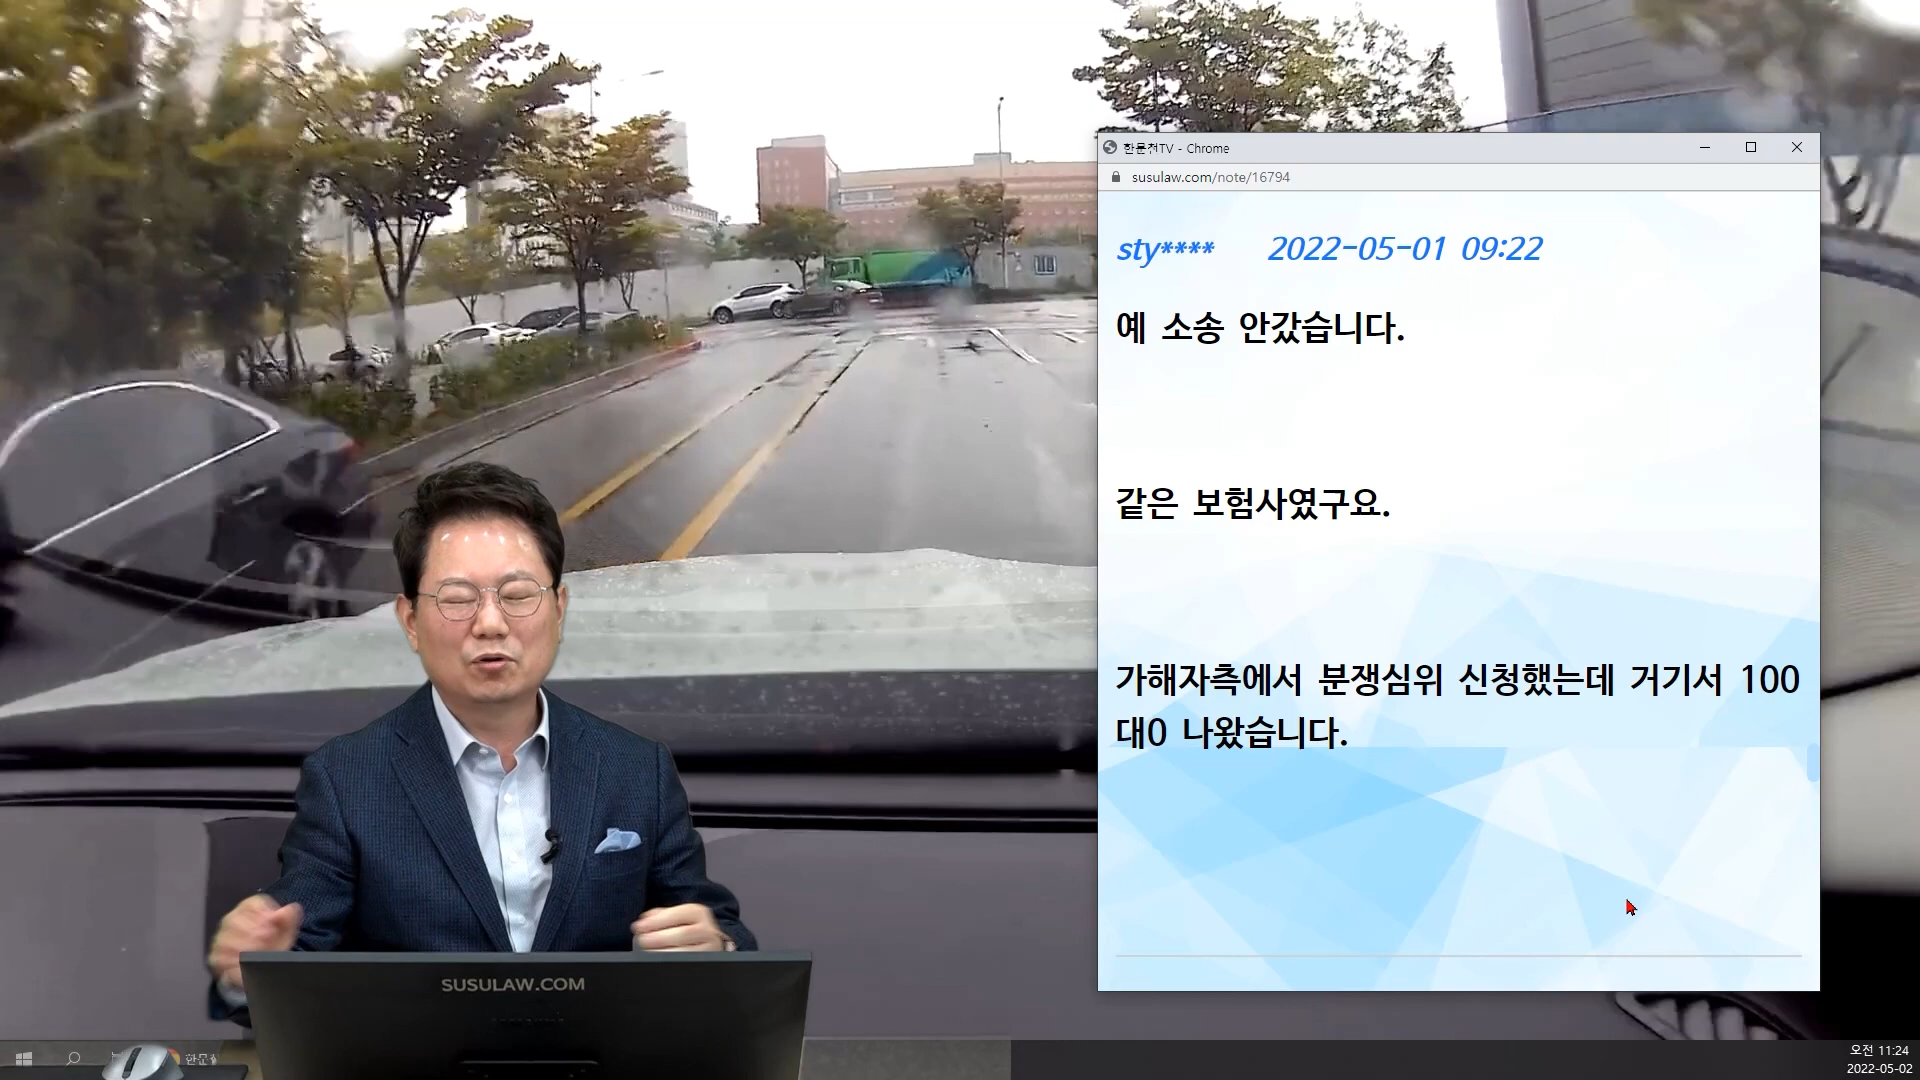 한문철TV - Chrome
susulaw.com/note/16794
sty**** 2022-05-01 09:22
예 소송 안갔습니다.
같은 보험사였구요.
가해자측에서 분쟁심위 신청했는데 거기서 100
대0 나왔습니다.
SUSULAW.COM
오전 11:24
2022-05-02